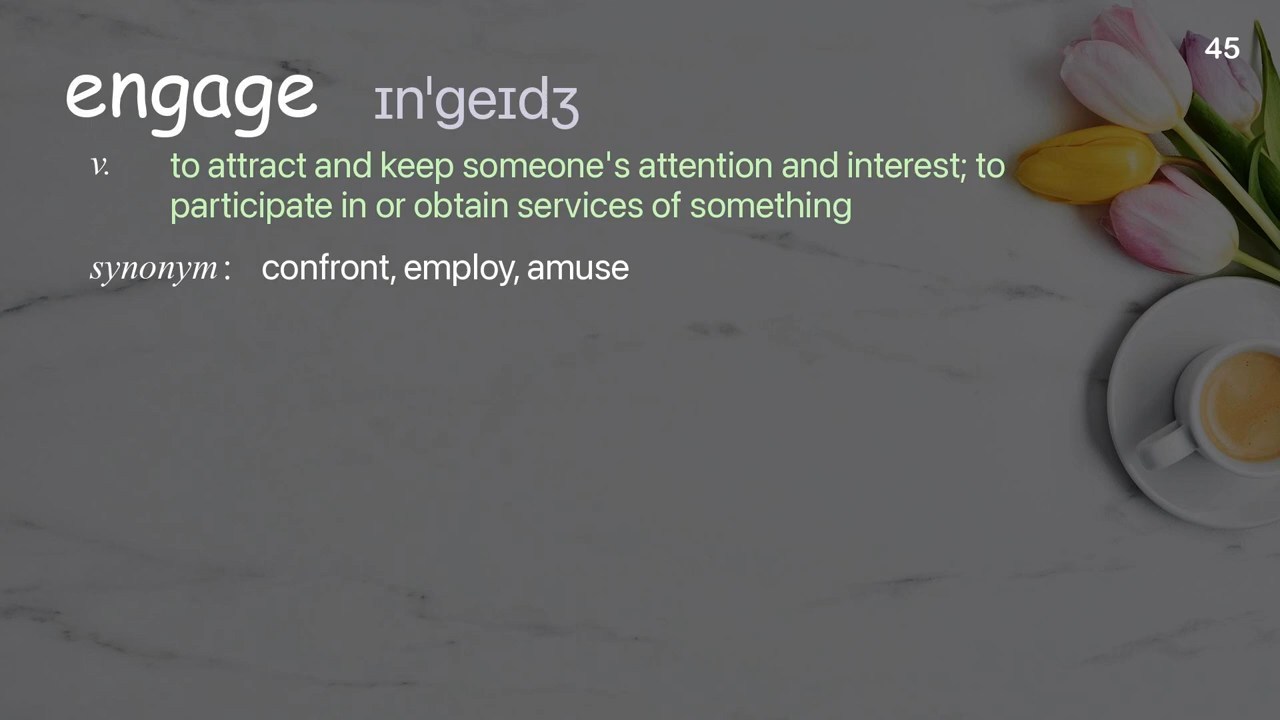 45
engage ɪnˈgeɪdʒ
v. to attract and keep someone's attention and interest; to
participate in or obtain services of something
synonym : confront, employ, amuse